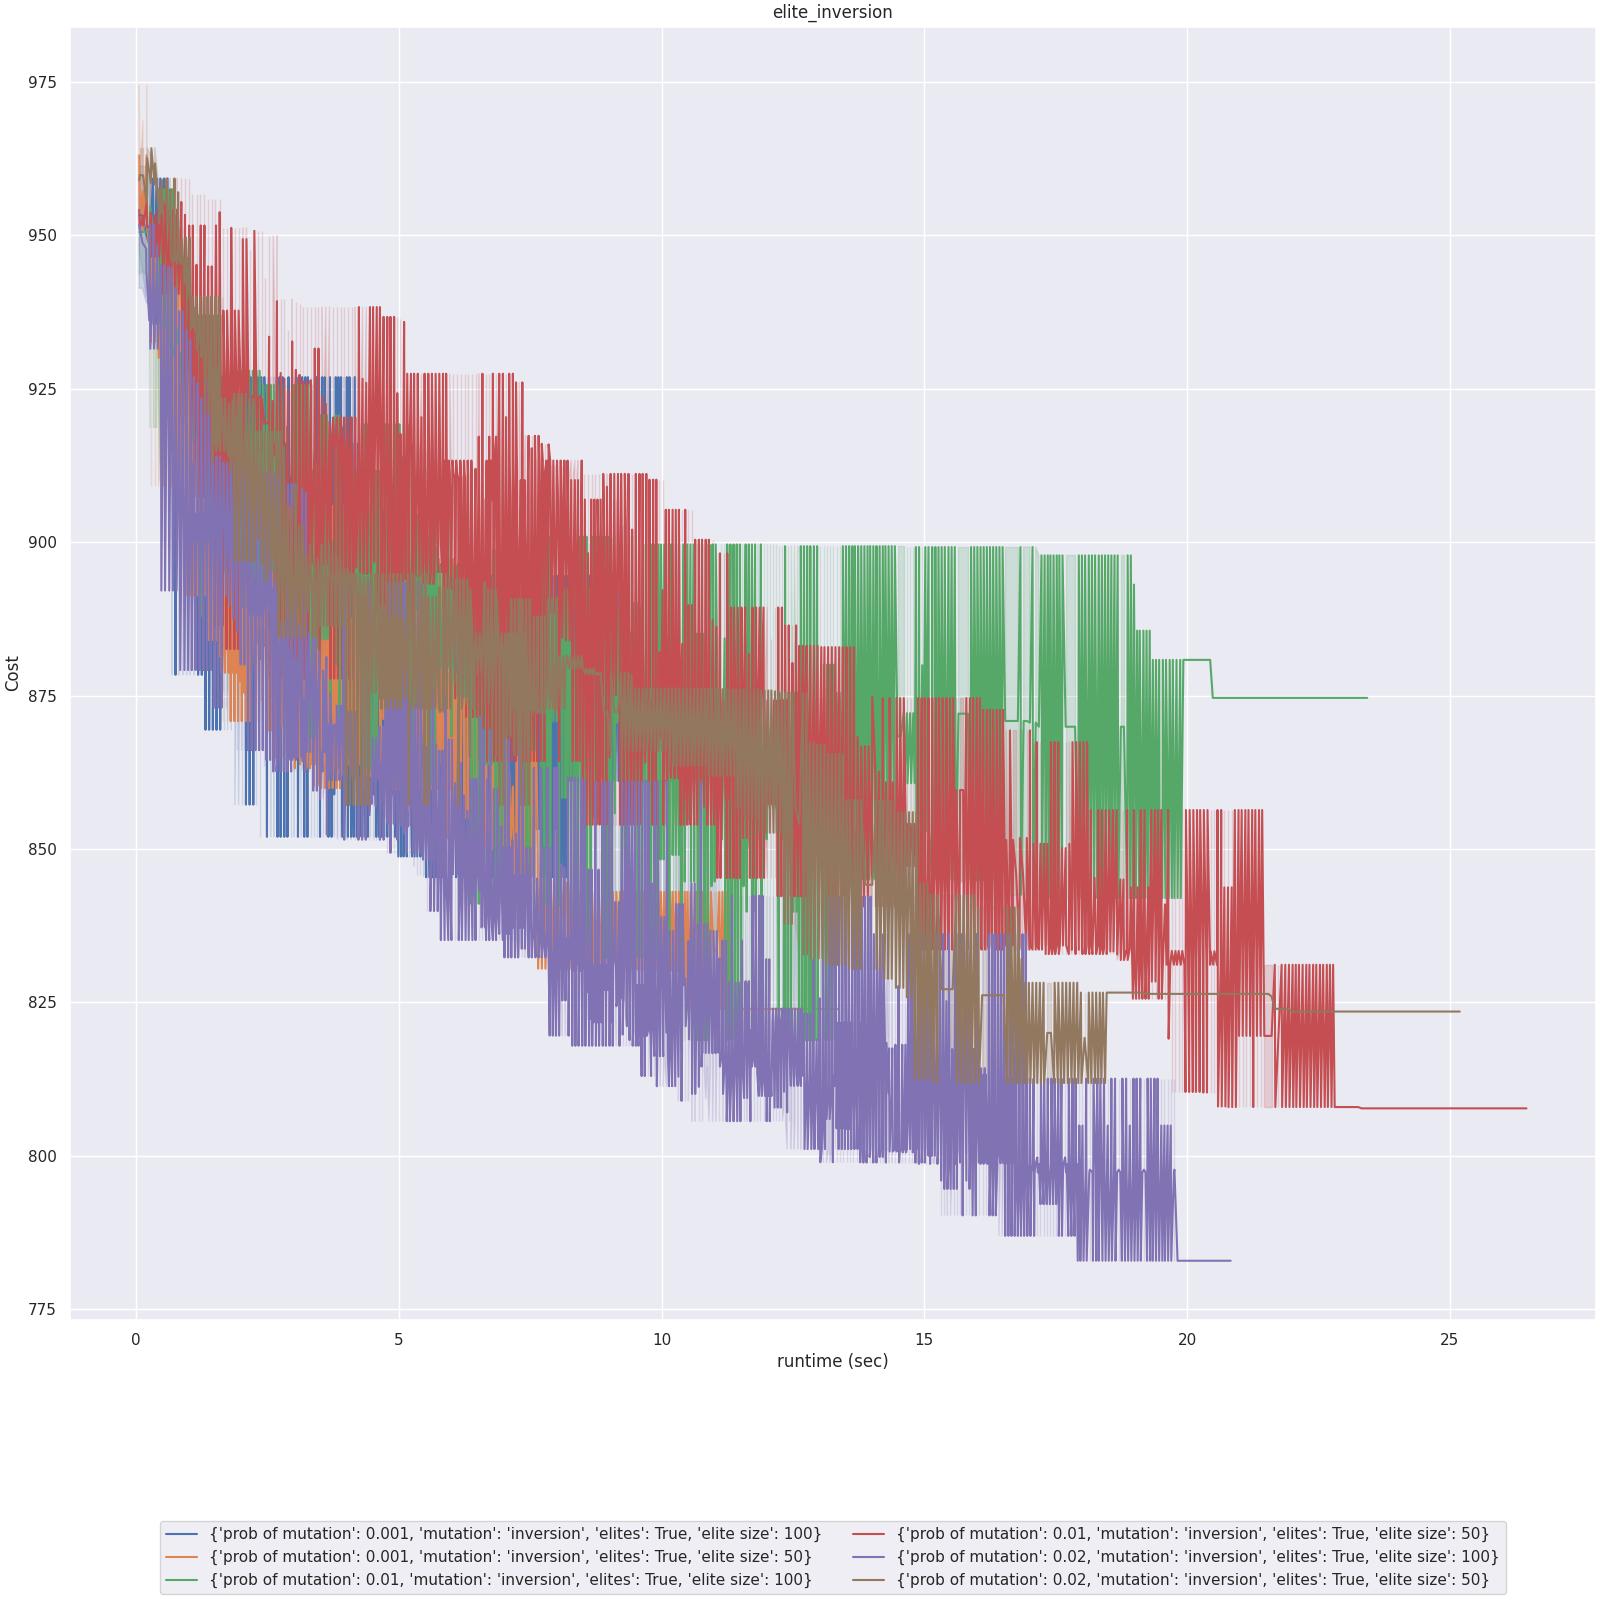 elite_inversion
975
950
925
900
875
850
825
800
775
Cost
0 5 10 15 20 25
runtime (sec)
{'prob of mutation': 0.001, 'mutation': 'inversion', 'elites': True, 'elite size': 100}
{'prob of mutation': 0.001, 'mutation': 'inversion', 'elites': True, 'elite size': 50}
{'prob of mutation': 0.01, 'mutation': 'inversion', 'elites': True, 'elite size': 100}
{'prob of mutation': 0.01, 'mutation': 'inversion', 'elites': True, 'elite size': 50}
{'prob of mutation': 0.02, 'mutation': 'inversion', 'elites': True, 'elite size': 100}
{'prob of mutation': 0.02, 'mutation': 'inversion', 'elites': True, 'elite size': 50}